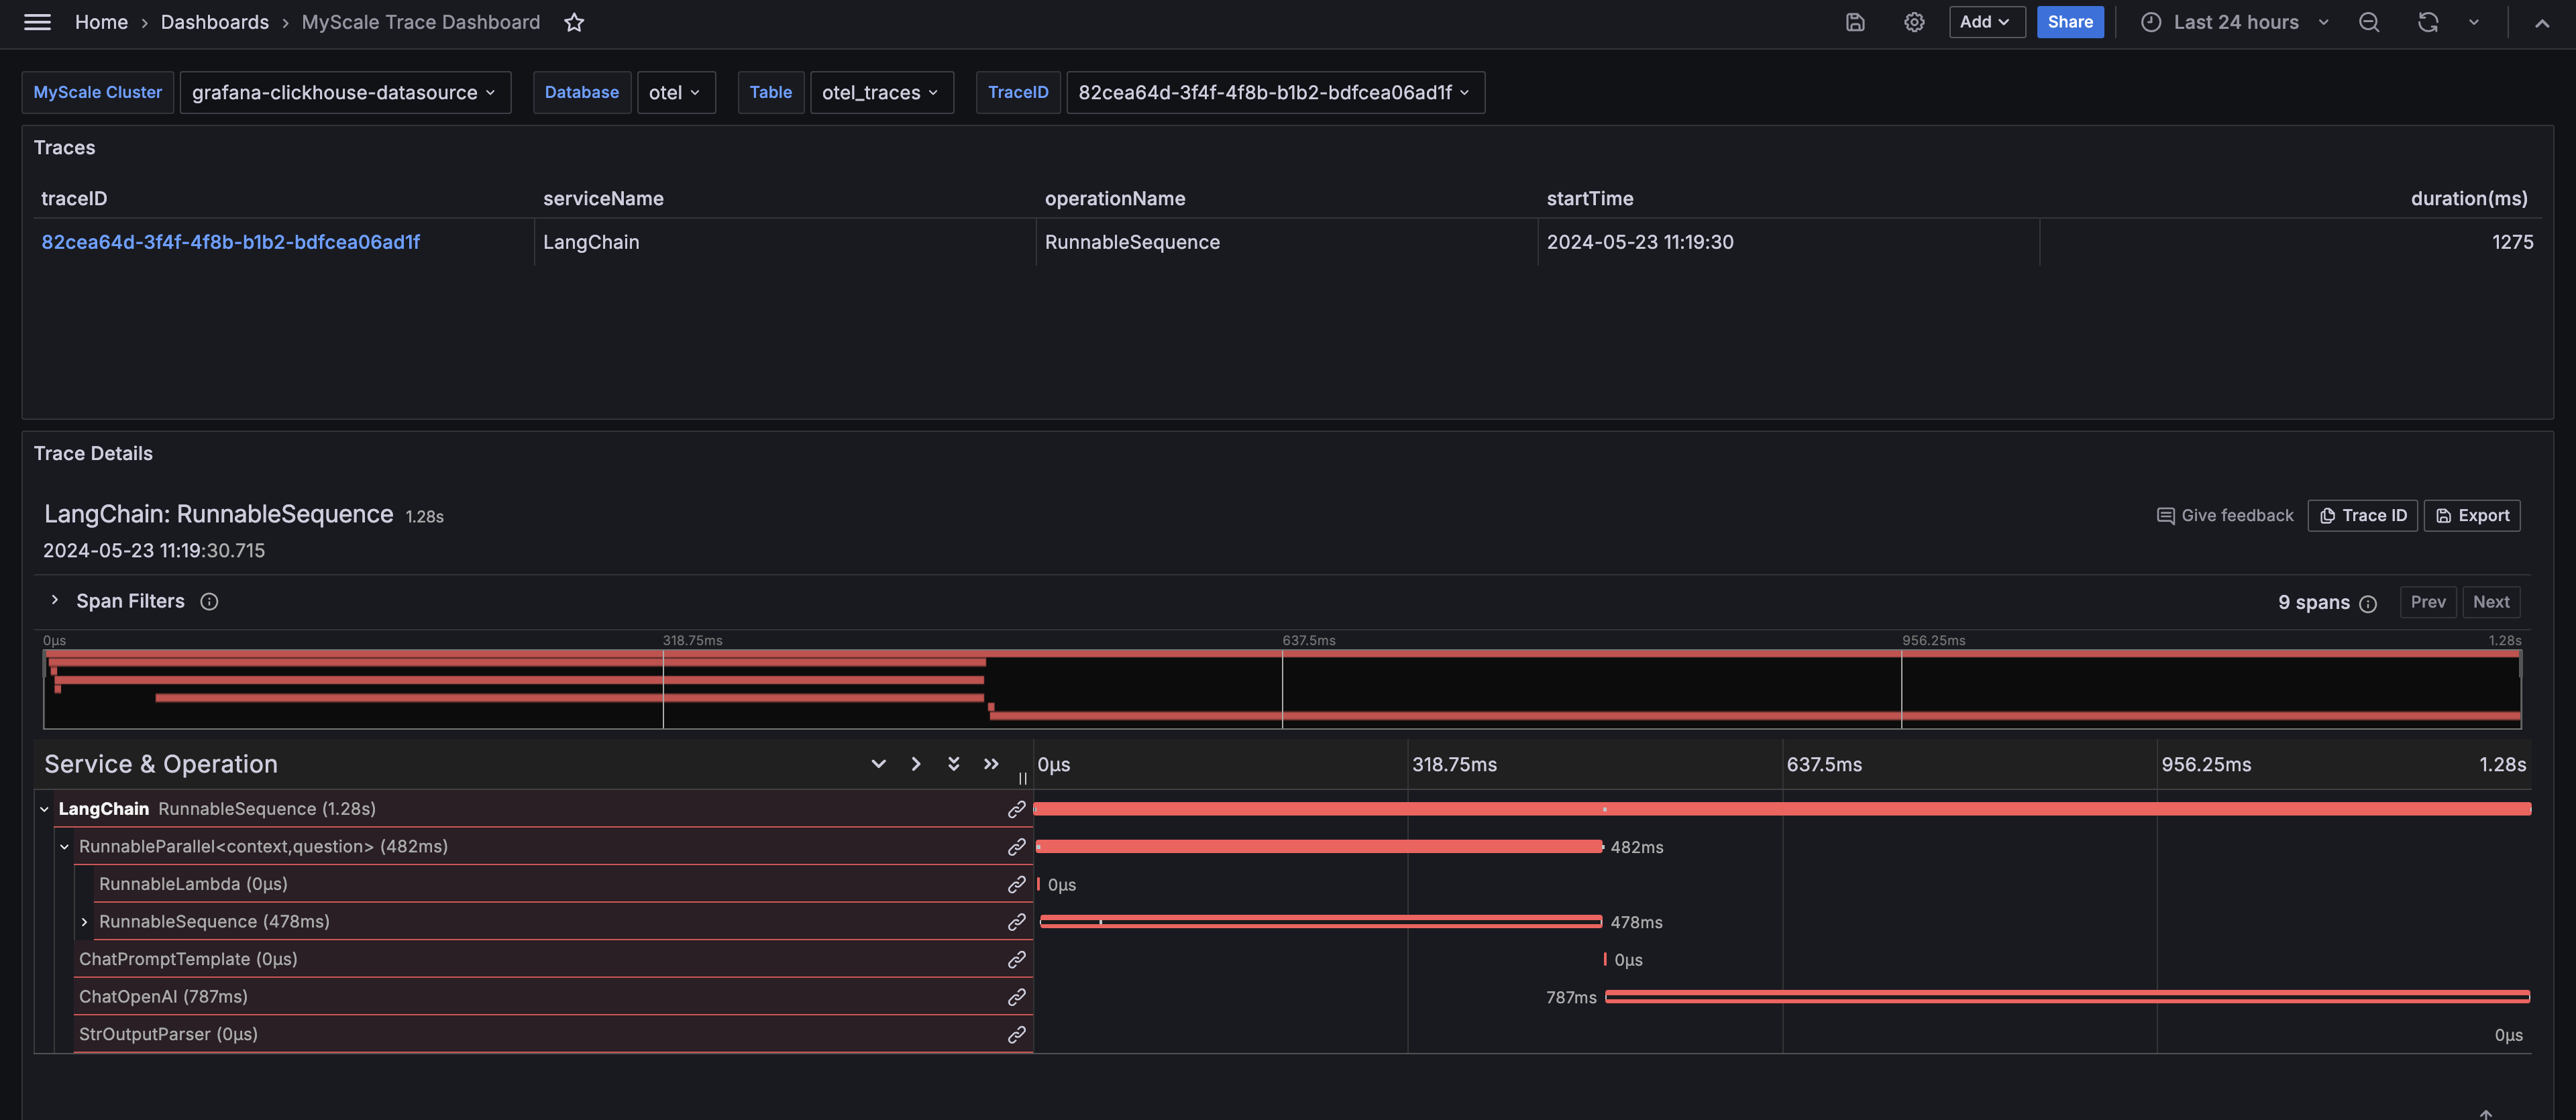 Home › Dashboards › MyScale Trace Dashboard Add Share Last 24 hours
MyScale Cluster grafana-clickhouse-datasource Database otel Table otel_traces TraceID 82cea64d-3f4f-4f8b-b1b2-bdfcea06ad1f
Traces
traceID serviceName operationName startTime duration(ms)
82cea64d-3f4f-4f8b-b1b2-bdfcea06ad1f LangChain RunnableSequence 2024-05-23 11:19:30 1275
Trace Details
LangChain: RunnableSequence 1.28s Give feedback Trace ID Export
2024-05-23 11:19:30.715
Span Filters 9 spans Prev Next
0µs 318.75ms 637.5ms 956.25ms 1.28s
Service & Operation 0µs 318.75ms 637.5ms 956.25ms 1.28s
LangChain RunnableSequence (1.28s)
RunnableParallel<context,question> (482ms) 482ms
RunnableLambda (0µs) 0µs
RunnableSequence (478ms) 478ms
ChatPromptTemplate (0µs) 0µs
ChatOpenAI (787ms) 787ms
StrOutputParser (0µs) 0µs